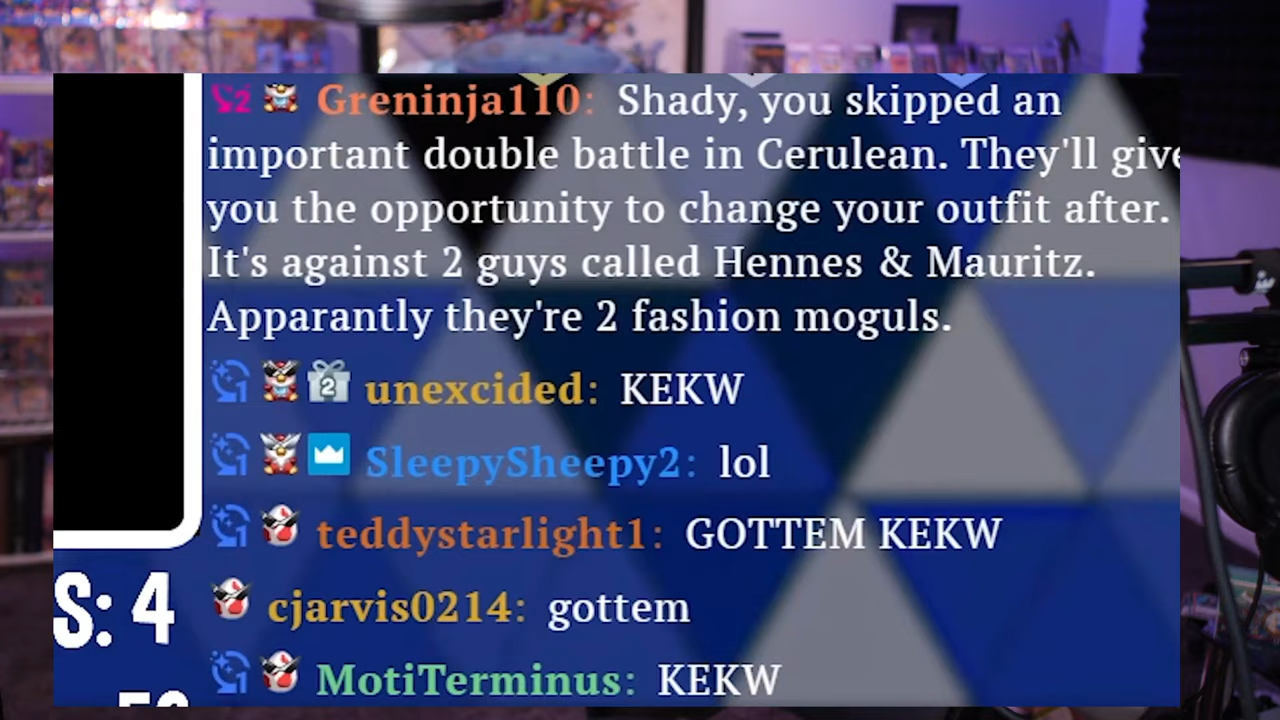 Greninja110: Shady, you skipped an
important double battle in Cerulean. They'll give
you the opportunity to change your outfit after.
It's against 2 guys called Hennes & Mauritz.
Apparantly they're 2 fashion moguls.
2 unexcided: KEKW
SleepySheepy2: lol
teddystarlight1: GOTTEM KEKW
cjarvis0214: gottem
MotiTerminus: KEKW
S: 4